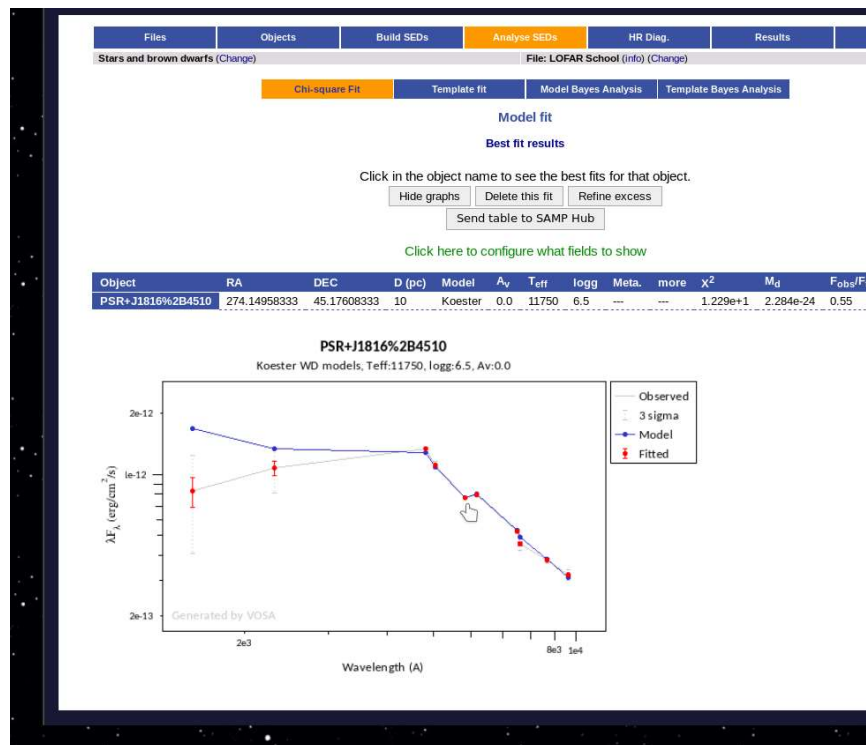 Files Objects Build SEDs Analyse SEDs HR Diag. Results
Stars and brown dwarfs (Change) File: LOFAR School (info) (Change)
Chi-square Fit Template fit Model Bayes Analysis Template Bayes Analysis
Model fit
Best fit results
Click in the object name to see the best fits for that object.
Hide graphs Delete this fit Refine excess
Send table to SAMP Hub
Click here to configure what fields to show
Object RA DEC D (pc) Model Av Teff logg Meta. more X2 Md Fobs/F
PSR+J1816%2B4510 274.14958333 45.17608333 10 Koester 0.0 11750 6.5 --- --- 1.229e+1 2.284e-24 0.55
PSR+J1816%2B4510
Koester WD models, Teff:11750, logg:6.5, Av:0.0
Observed
3 sigma
Model
Fitted
2e-12
1e-12
2e-13
λFλ (erg/cm2/s)
Generated by VOSA
2e3 8e3 1e4
Wavelength (A)